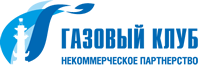 ГАЗОВЫЙ КЛУБ
НЕКОММЕРЧЕСКОЕ ПАРТНЕРСТВО